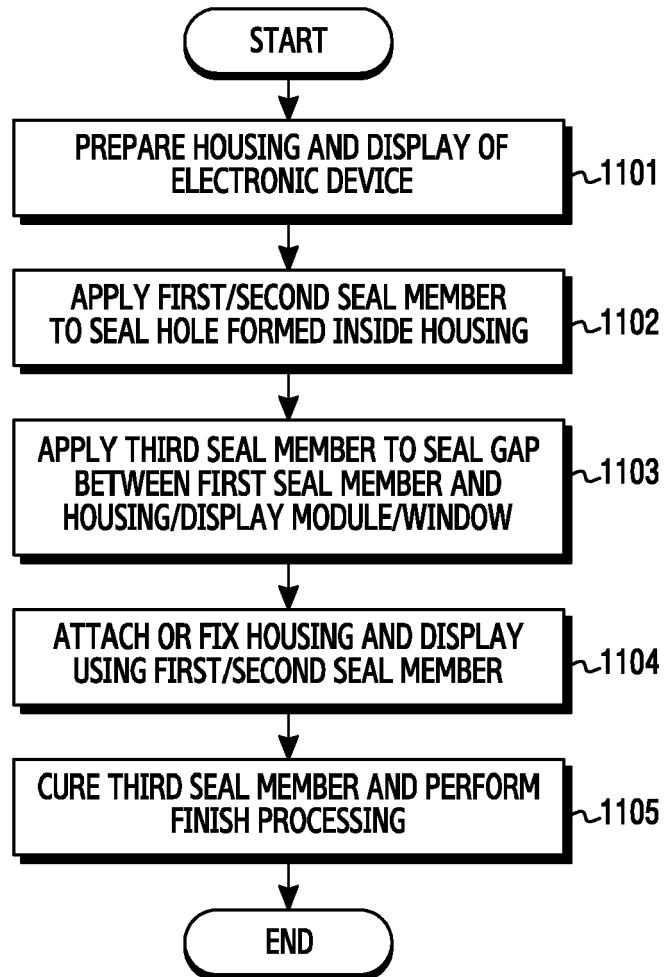 START
PREPARE HOUSING AND DISPLAY OF
ELECTRONIC DEVICE
1101
APPLY FIRST/SECOND SEAL MEMBER
TO SEAL HOLE FORMED INSIDE HOUSING
1102
APPLY THIRD SEAL MEMBER TO SEAL GAP
BETWEEN FIRST SEAL MEMBER AND
HOUSING/DISPLAY MODULE/WINDOW
1103
ATTACH OR FIX HOUSING AND DISPLAY
USING FIRST/SECOND SEAL MEMBER
1104
CURE THIRD SEAL MEMBER AND PERFORM
FINISH PROCESSING
1105
END